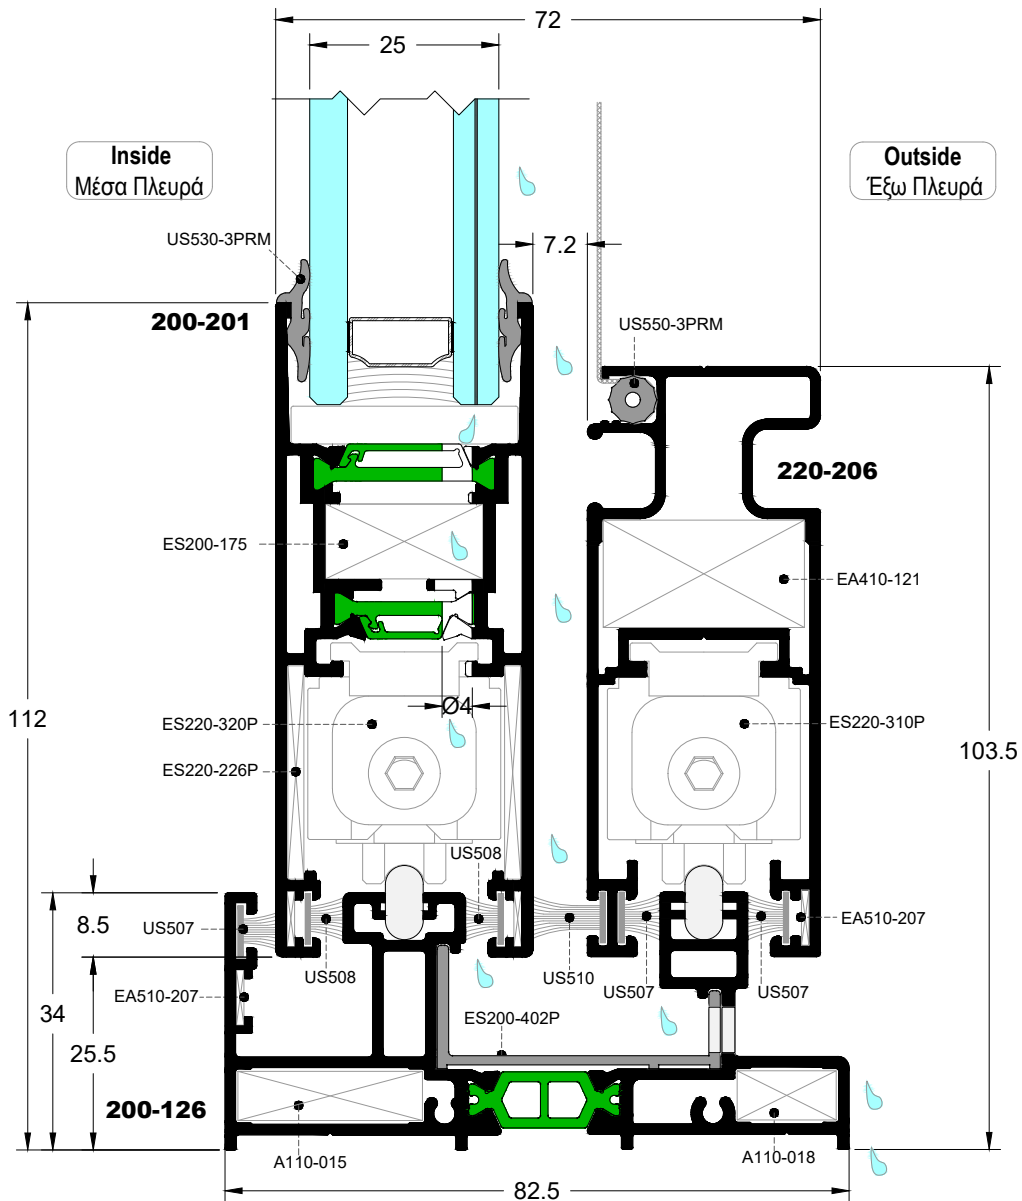 72
25
Inside
Μέσα Πλευρά
Outside
Έξω Πλευρά
US530-3PRM
7.2
200-201
US550-3PRM
220-206
ES200-175
EA410-121
112
ES220-320P
Ø4
ES220-310P
103.5
ES220-226P
US508
8.5
US507
EA510-207
US508
US510
US507
US507
EA510-207
34
ES200-402P
25.5
200-126
A110-015
A110-018
82.5